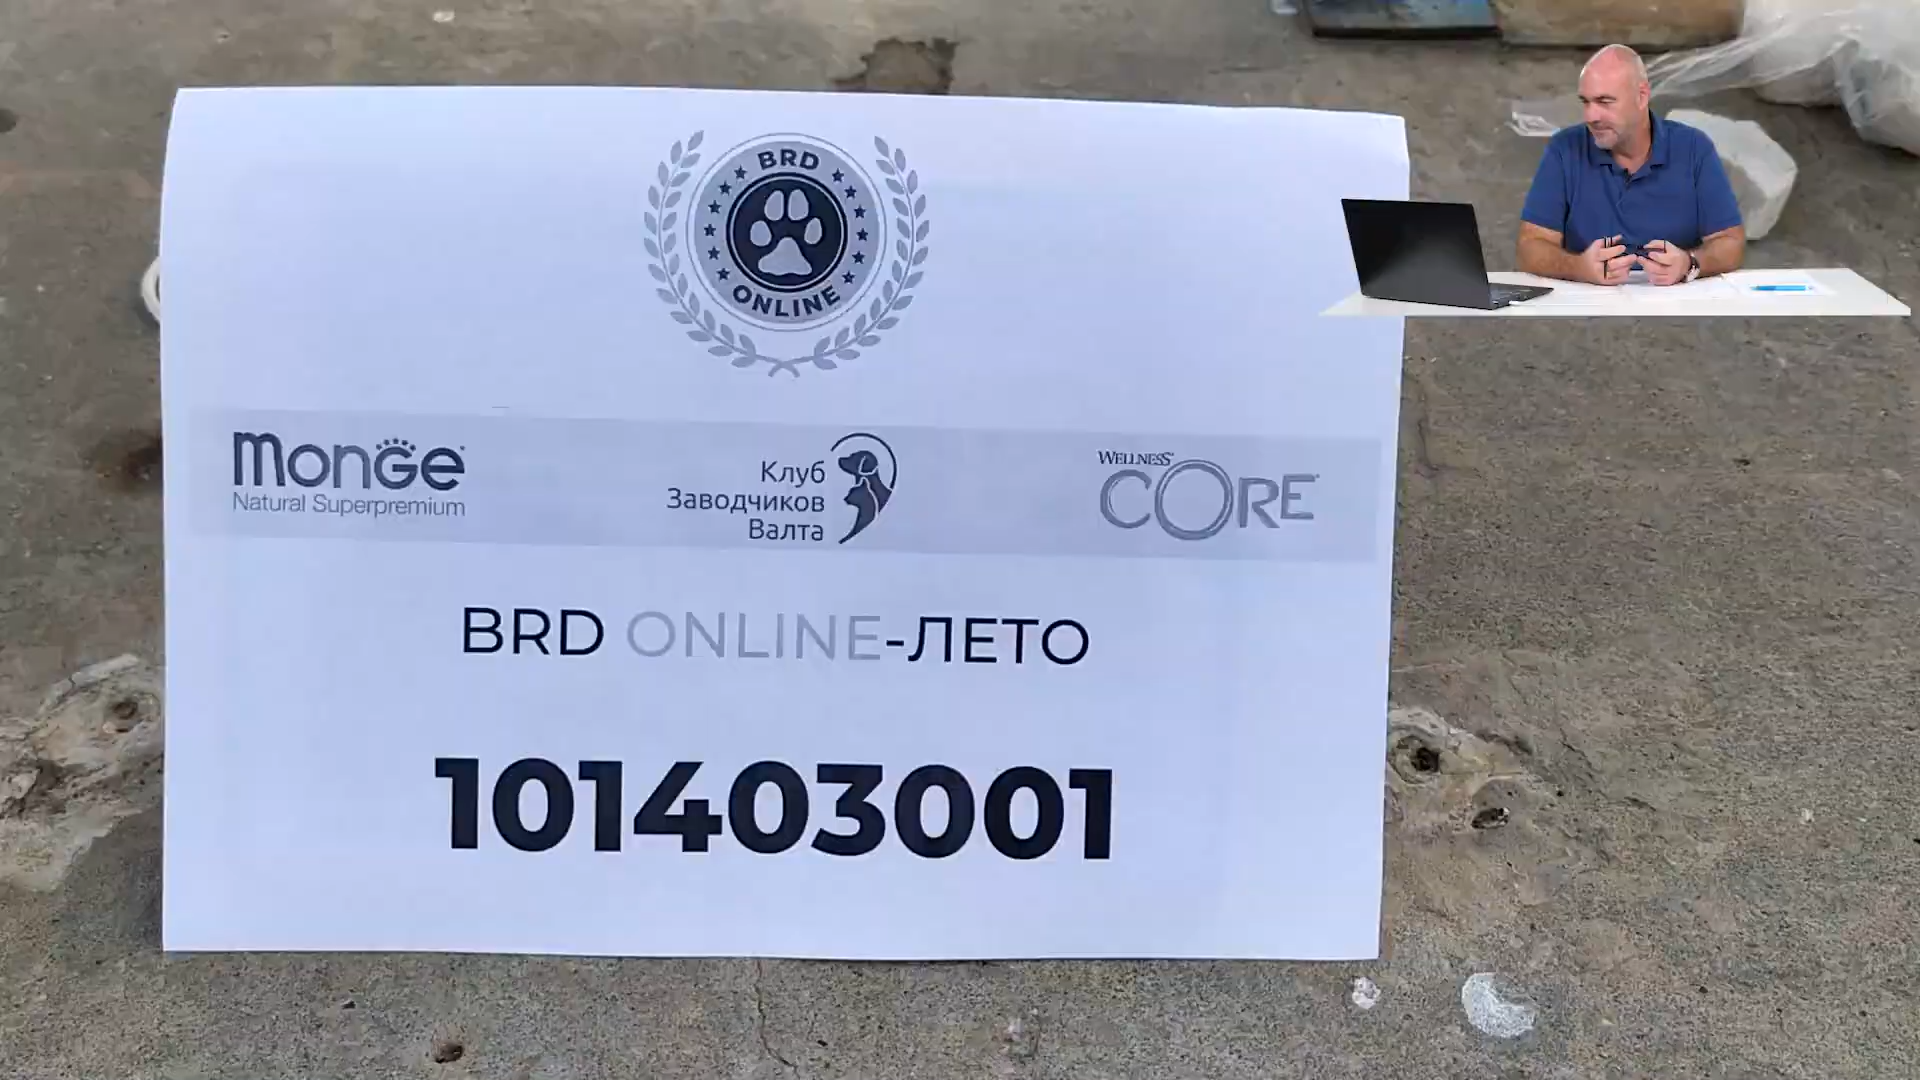 BRD
ONLINE
Monge
Natural Superpremium
Клуб
Заводчиков
Валта
WELLNESS
CORE
BRD ONLINE-ЛЕТО
101403001